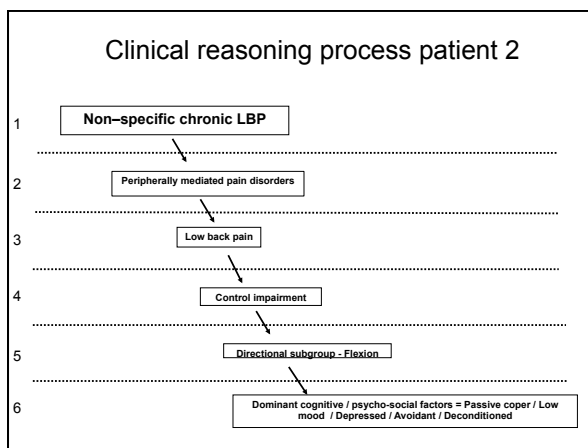 Clinical reasoning process patient 2
1
Non–specific chronic LBP
2
Peripherally mediated pain disorders
3
Low back pain
4
Control impairment
5
Directional subgroup - Flexion
6
Dominant cognitive / psycho-social factors = Passive coper / Low
mood / Depressed / Avoidant / Deconditioned